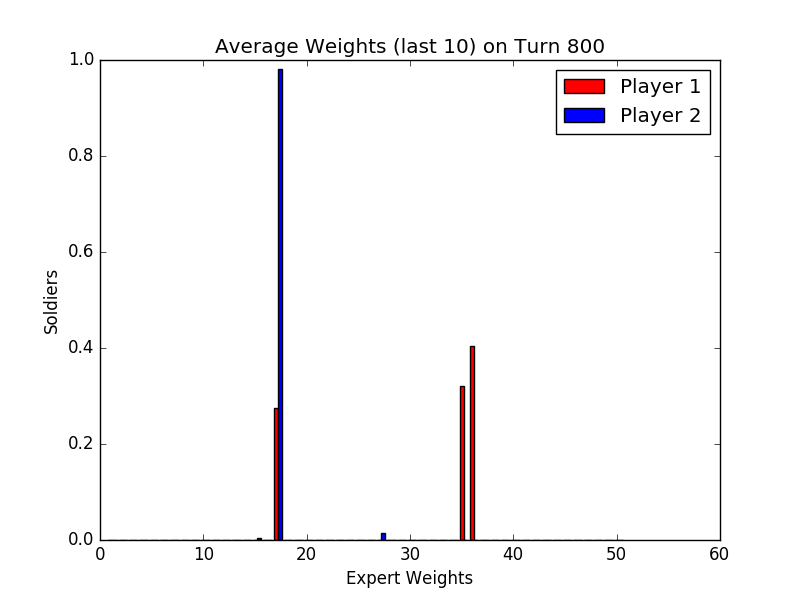 Average Weights (last 10) on Turn 800
1.0
0.8
0.6
0.4
0.2
0.0
Soldiers
Player 1
Player 2
0 10 20 30 40 50 60
Expert Weights